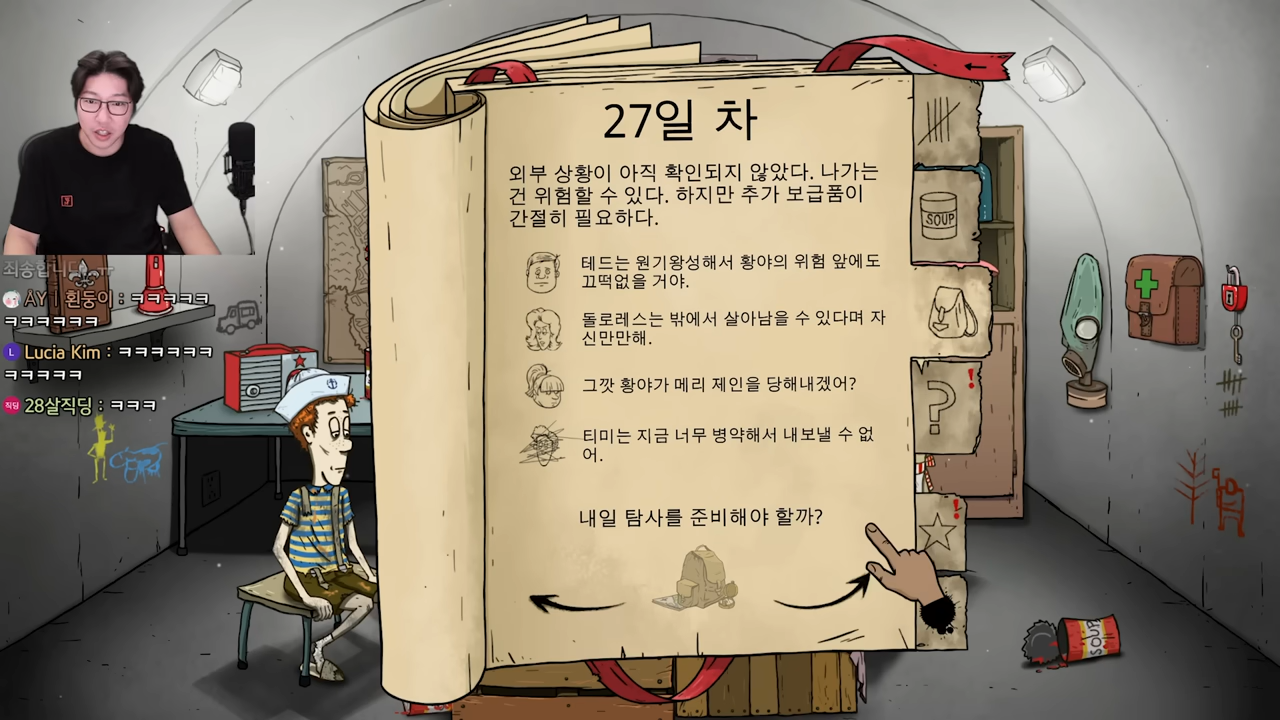 27일 차
외부 상황이 아직 확인되지 않았다. 나가는
건 위험할 수 있다. 하지만 추가 보급품이
간절히 필요하다.
테드는 원기왕성해서 황야의 위험 앞에도
끄떡없을 거야.
돌로레스는 밖에서 살아남을 수 있다며 자
신만만해.
그깟 황야가 메리 제인을 당해내겠어?
티미는 지금 너무 병약해서 내보낼 수 없
어.
내일 탐사를 준비해야 할까?
SOUP
?
!
!
죄송합니다 ㅠ
AY | 흰둥이 : ㅋㅋㅋㅋㅋ
ㅋㅋㅋㅋㅋㅋ
L Lucia Kim : ㅋㅋㅋㅋㅋㅋ
ㅋㅋㅋㅋㅋ
직딩 28살직딩 : ㅋㅋㅋ
SOUP